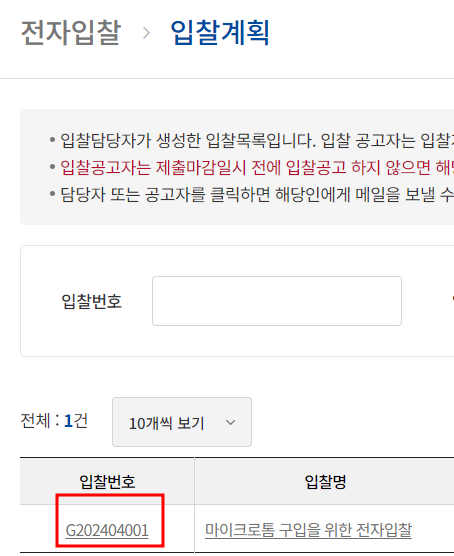 전자입찰 > 입찰계획
• 입찰담당자가 생성한 입찰목록입니다. 입찰 공고자는 입찰
• 입찰공고자는 제출마감일시 전에 입찰공고 하지 않으면 해
• 담당자 또는 공고자를 클릭하면 해당인에게 메일을 보낼 수
입찰번호
전체 : 1건 10개씩 보기
입찰번호 입찰명
G202404001 마이크로톰 구입을 위한 전자입찰